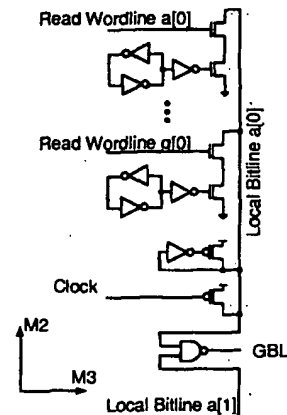 Read Wordline a[0]
Read Wordline g[0]
Local Bitline a[0]
Clock
M2
M3
GBL
Local Bitline a[1]